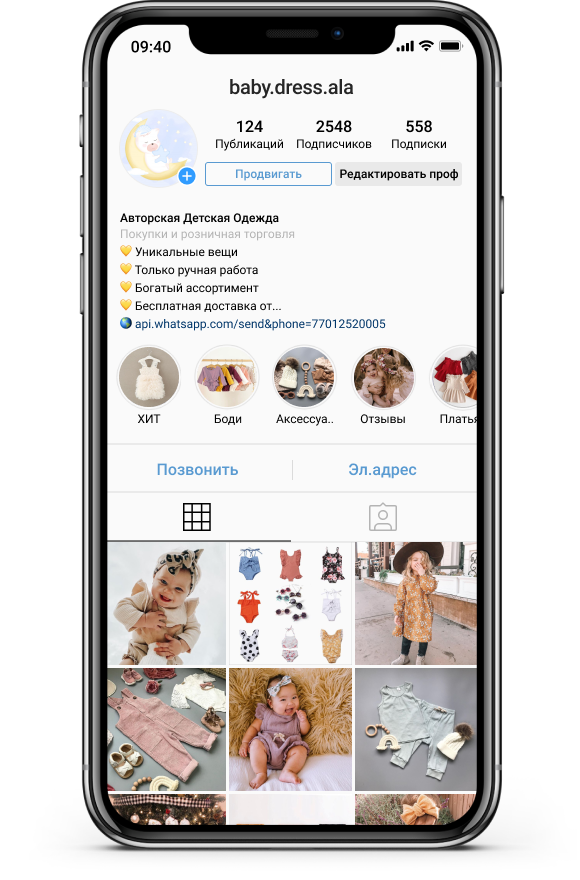 09:40
baby.dress.ala
124 2548 558
Публикаций Подписчиков Подписки
Продвигать Редактировать проф
Авторская Детская Одежда
Покупки и розничная торговля
💛 Уникальные вещи
💛 Только ручная работа
💛 Богатый ассортимент
💛 Бесплатная доставка от...
🌏 api.whatsapp.com/send&phone=77012520005
ХИТ Боди Аксессуа.. Отзывы Платья
Позвонить Эл.адрес